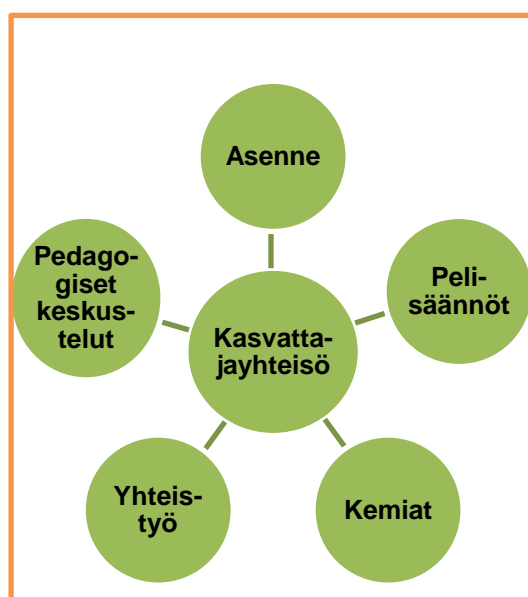 Asenne
Pedago-
giset
keskus-
telut
Peli-
säännöt
Kasvatta-
jayhteisö
Yhteis-
työ
Kemiat